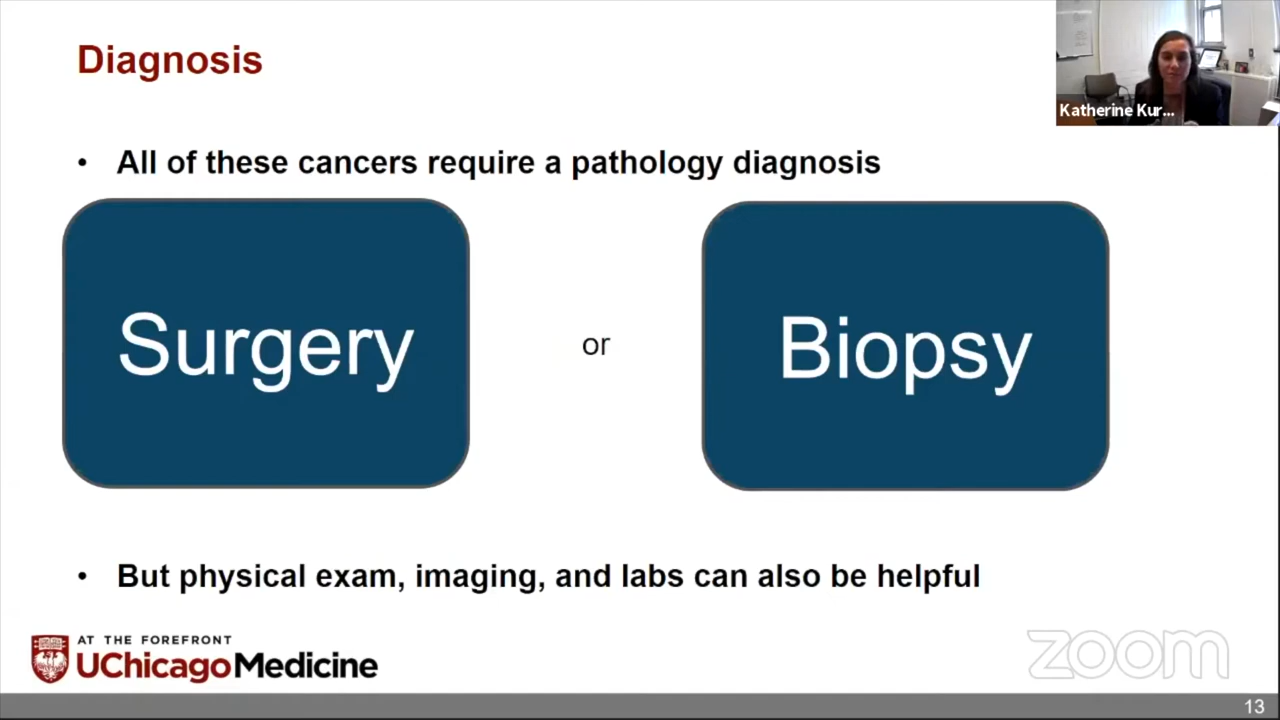 Diagnosis
Katherine Kur...
• All of these cancers require a pathology diagnosis
Surgery
or
Biopsy
• But physical exam, imaging, and labs can also be helpful
AT THE FOREFRONT
UChicago Medicine
zoom
13